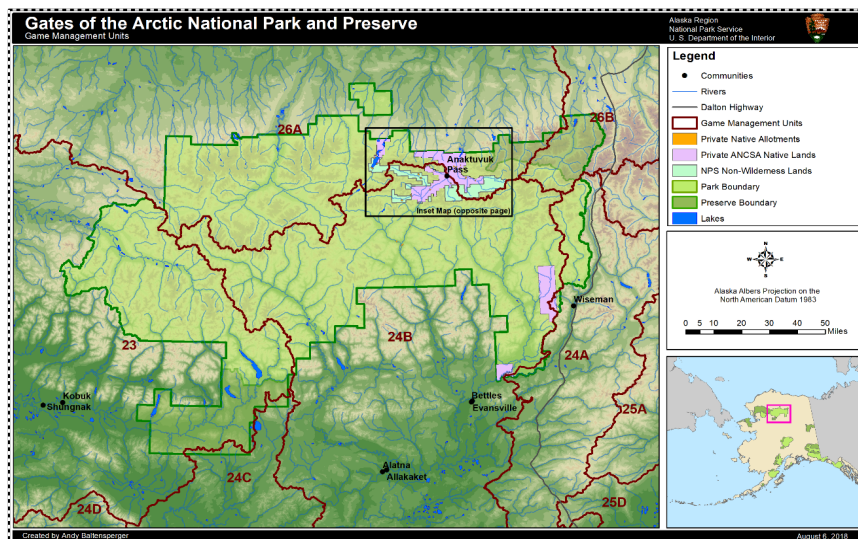 Gates of the Arctic National Park and Preserve
Game Management Units
Alaska Region
National Park Service
U. S. Department of the Interior
Legend
Communities
Rivers
Dalton Highway
Game Management Units
Private Native Allotments
Private ANCSA Native Lands
NPS Non-Wilderness Lands
Park Boundary
Preserve Boundary
Lakes
26A
26B
Anaktuvuk
Pass
Inset Map (opposite page)
Wiseman
23
24B
24A
Kobuk
Shungnak
Bettles
Evansville
25A
Alatna
Allakaket
24C
24D
25D
N
W
E
S
Alaska Albers Projection on the
North American Datum 1983
0 5 10 20 30 40 50
Miles
Created by Andy Baltensperger
August 6, 2018